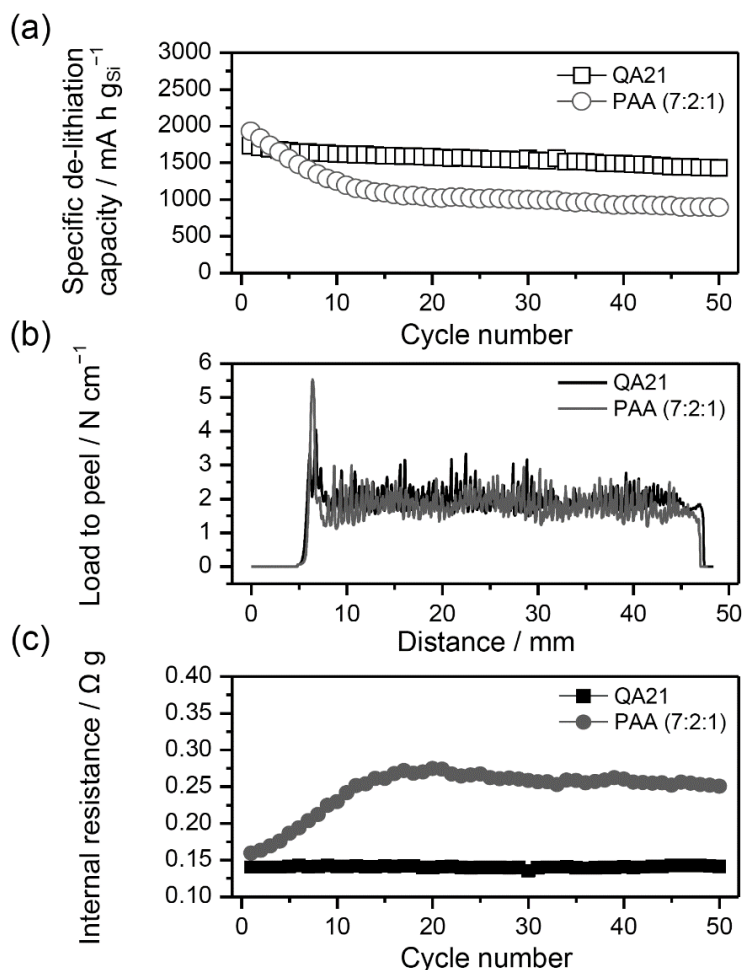 (a)
Specific de-lithiation
capacity / mA h gSi⁻¹
3000
2500
2000
1500
1000
500
0
QA21
PAA (7:2:1)
0 10 20 30 40 50
Cycle number
(b)
Load to peel / N cm⁻¹
6
5
4
3
2
1
0
QA21
PAA (7:2:1)
0 10 20 30 40 50
Distance / mm
(c)
Internal resistance / Ω g
0.40
0.35
0.30
0.25
0.20
0.15
0.10
QA21
PAA (7:2:1)
0 10 20 30 40 50
Cycle number